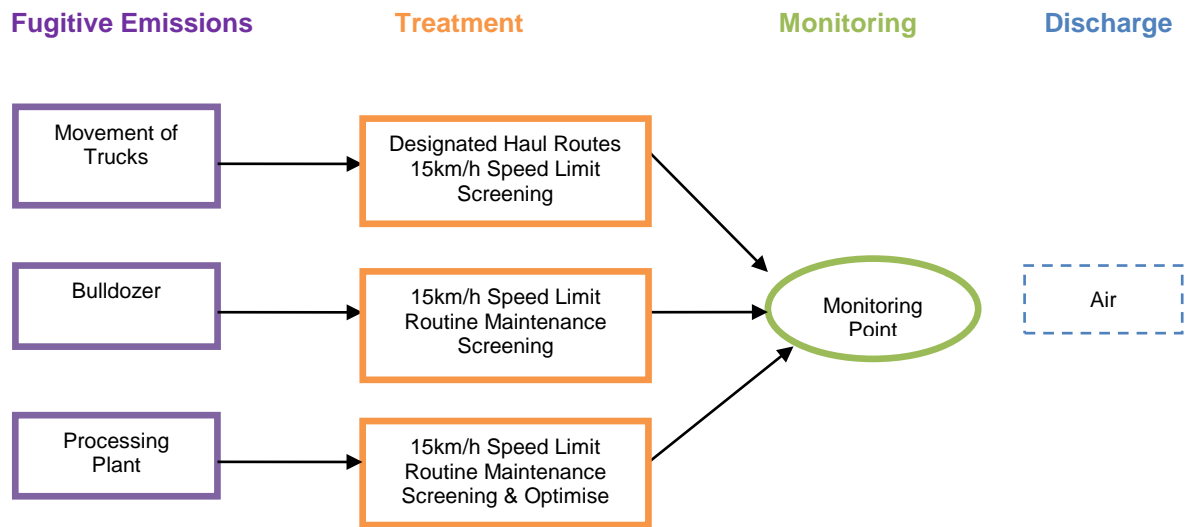 Fugitive Emissions
Treatment
Monitoring
Discharge
Movement of
Trucks
Designated Haul Routes
15km/h Speed Limit
Screening
Bulldozer
15km/h Speed Limit
Routine Maintenance
Screening
Monitoring
Point
Air
Processing
Plant
15km/h Speed Limit
Routine Maintenance
Screening & Optimise